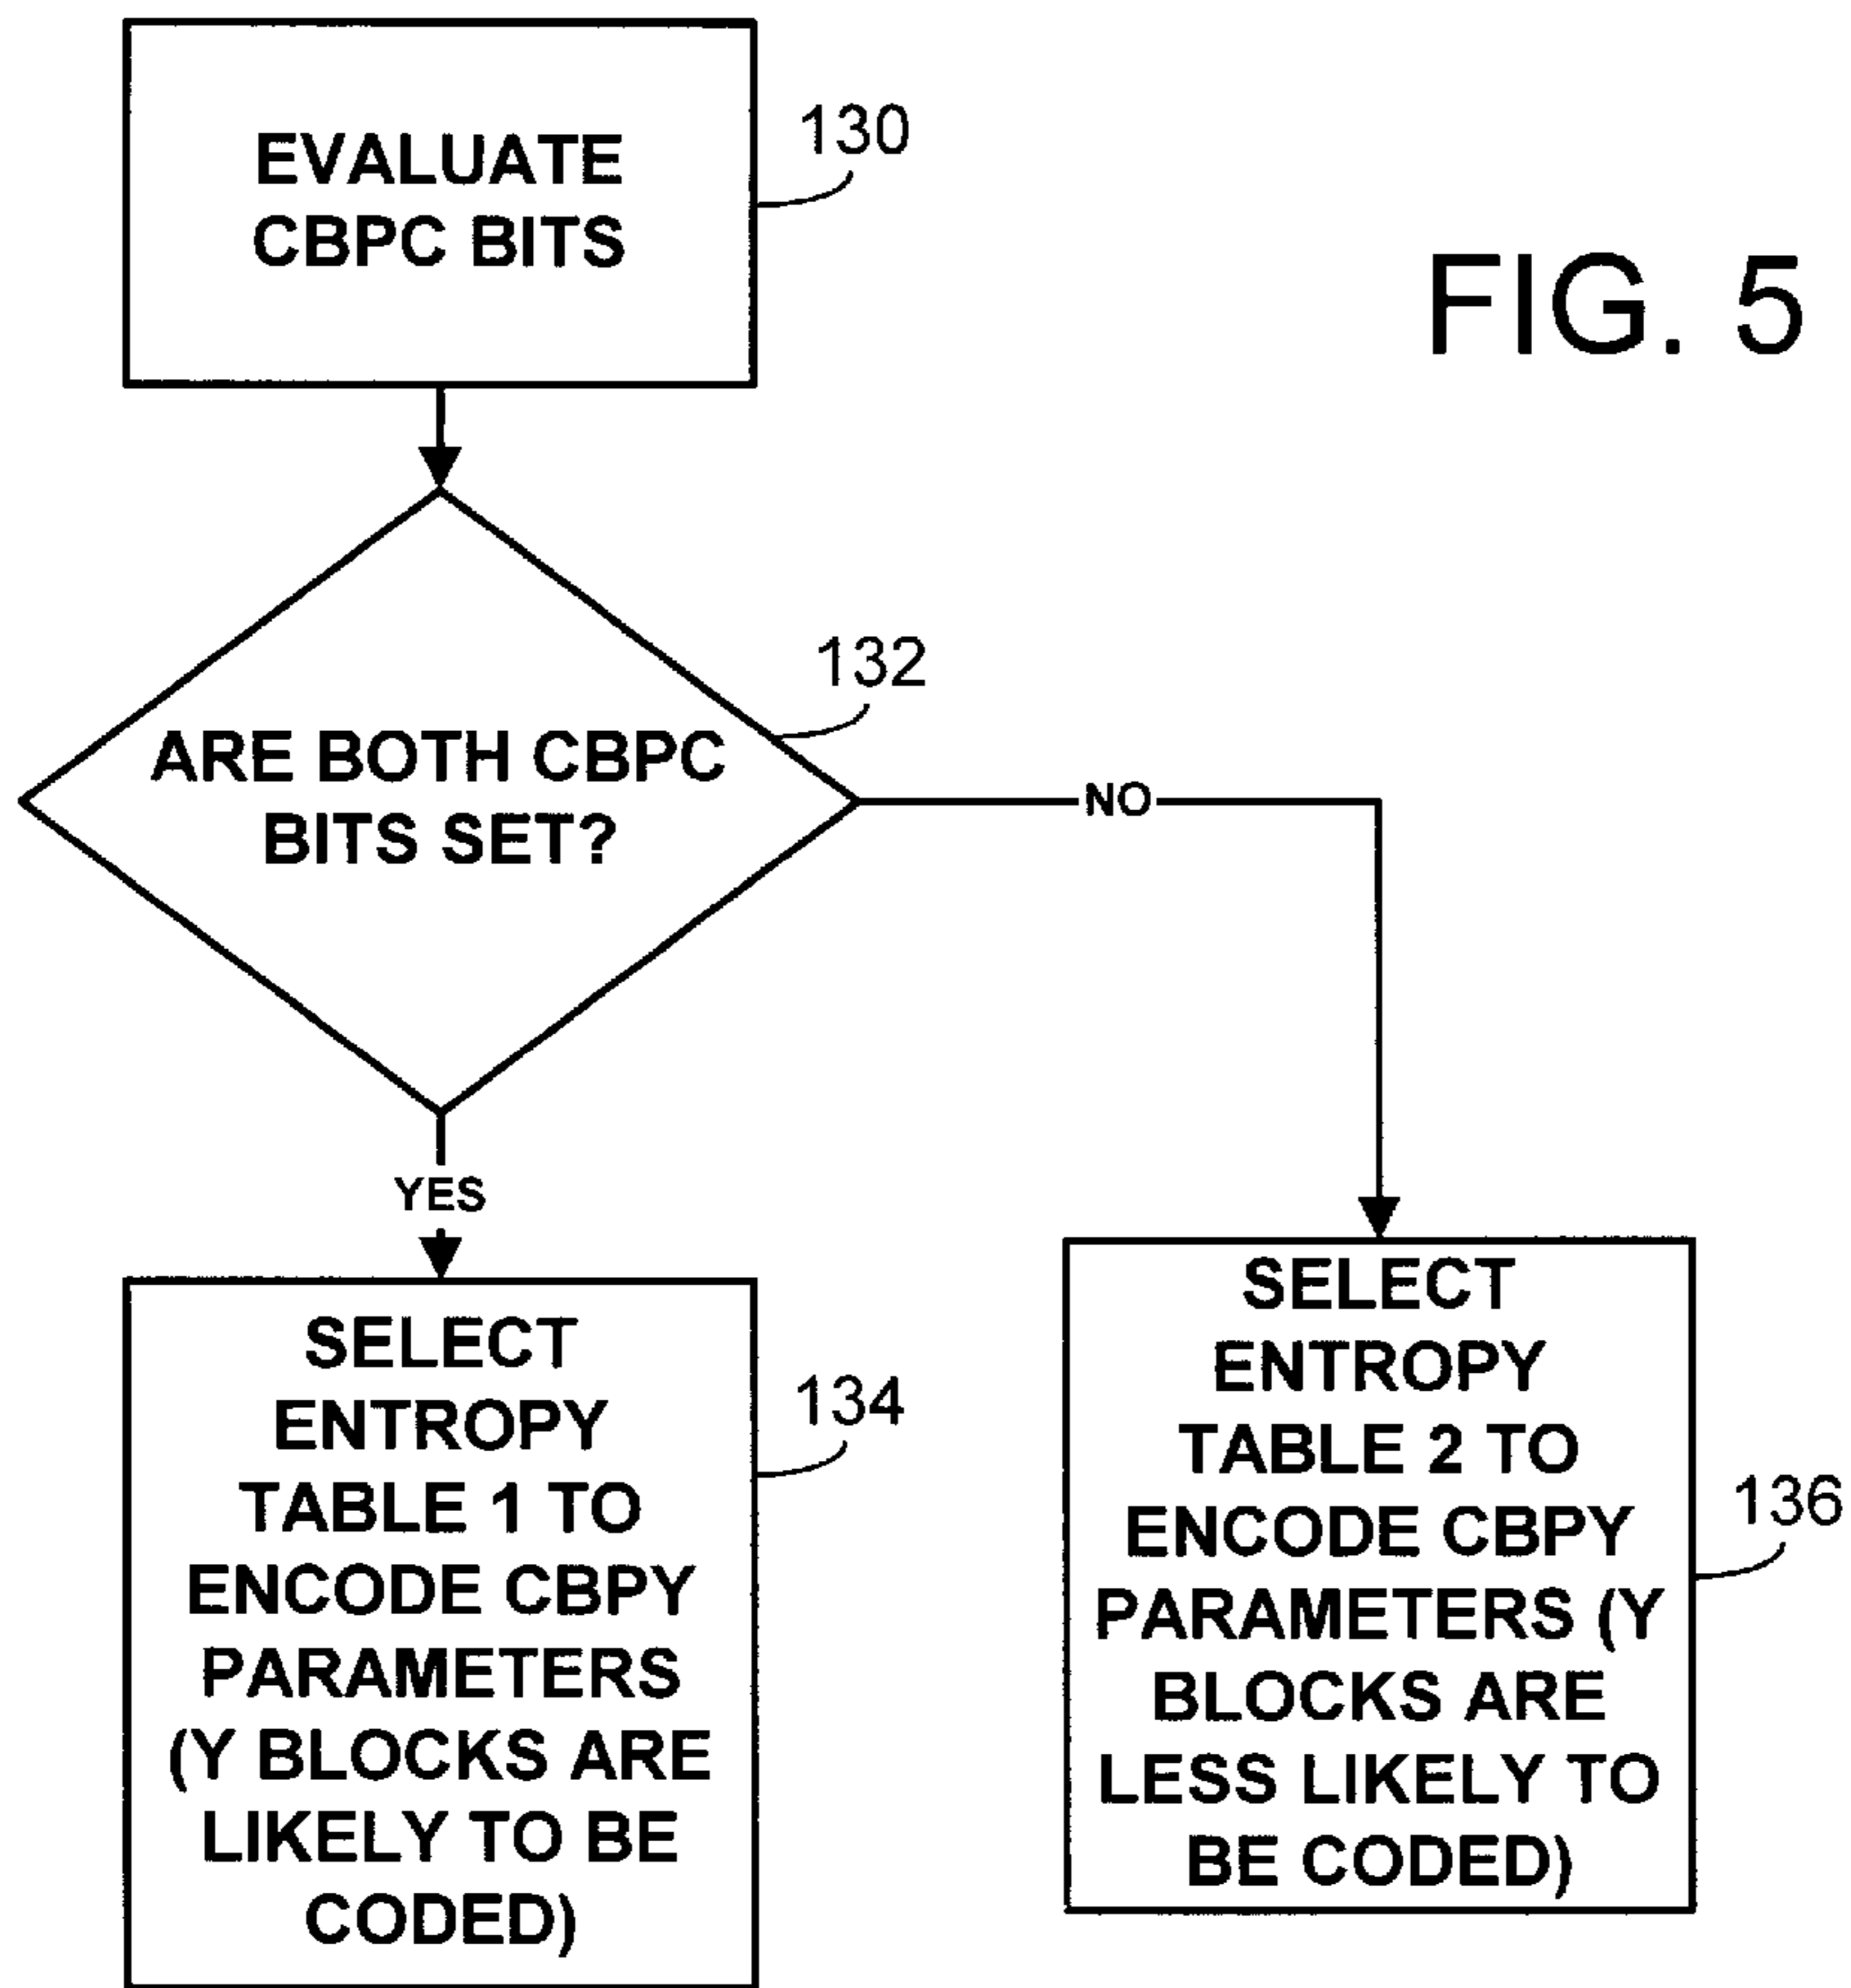 EVALUATE
CBPC BITS
130
FIG. 5
ARE BOTH CBPC
BITS SET?
132
NO
YES
SELECT
ENTROPY
TABLE 1 TO
ENCODE CBPY
PARAMETERS
(Y BLOCKS ARE
LIKELY TO BE
CODED)
134
SELECT
ENTROPY
TABLE 2 TO
ENCODE CBPY
PARAMETERS (Y
BLOCKS ARE
LESS LIKELY TO
BE CODED)
136